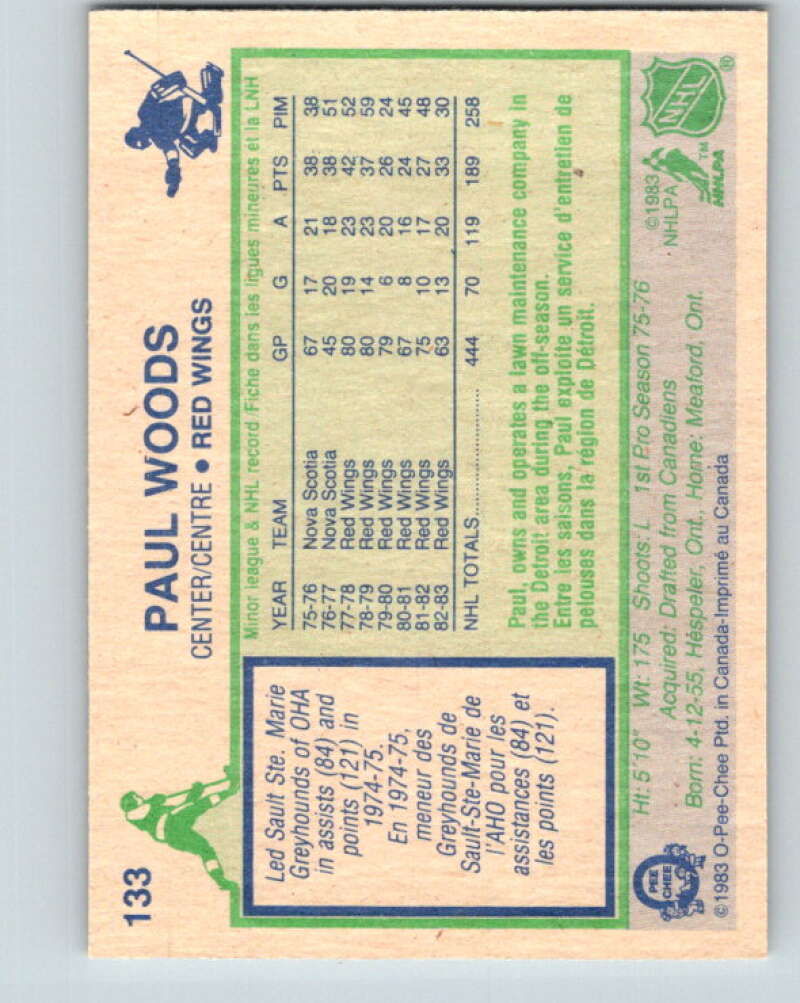 133
PAUL WOODS
CENTER/CENTRE • RED WINGS
Led Sault Ste. Marie
Greyhounds of OHA
in assists (84) and
points (121) in
1974-75.
En 1974-75,
meneur des
Greyhounds de
Sault-Ste-Marie de
l'AHO pour les
assistances (84) et
les points (121).
Minor league & NHL record/Fiche dans les ligues mineures et la LNH
YEAR TEAM GP G A PTS PIM
75-76 Nova Scotia 67 17 21 38 38
76-77 Nova Scotia 45 20 18 38 51
77-78 Red Wings 80 19 23 42 52
78-79 Red Wings 80 14 23 37 59
79-80 Red Wings 79 6 20 26 24
80-81 Red Wings 67 8 16 24 45
81-82 Red Wings 75 10 17 27 48
82-83 Red Wings 63 13 20 33 30
NHL TOTALS 444 70 119 189 258
Paul, owns and operates a lawn maintenance company in
the Detroit area during the off-season.
Entre les saisons, Paul exploite un service d'entretien de
pelouses dans la région de Détroit.
Ht: 5'10" Wt: 175 Shoots: L 1st Pro Season 75-76
Acquired: Drafted from Canadiens
Born: 4-12-55, Hespeler, Ont., Home: Meaford, Ont.
©1983 O-Pee-Chee Ptd. in Canada-Imprimé au Canada
O PEE CHEE
©1983
NHLPA
NHLPA ™
NHL ®